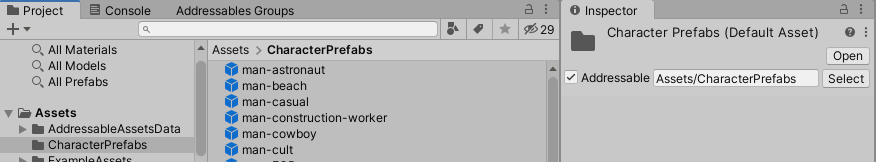 Project
Console
Addressables Groups
29
All Materials
All Models
All Prefabs
Assets
AddressableAssetsData
CharacterPrefabs
ExampleAssets
Assets > CharacterPrefabs
man-astronaut
man-beach
man-casual
man-construction-worker
man-cowboy
man-cult
Inspector
Character Prefabs (Default Asset)
Open
Addressable Assets/CharacterPrefabs Select